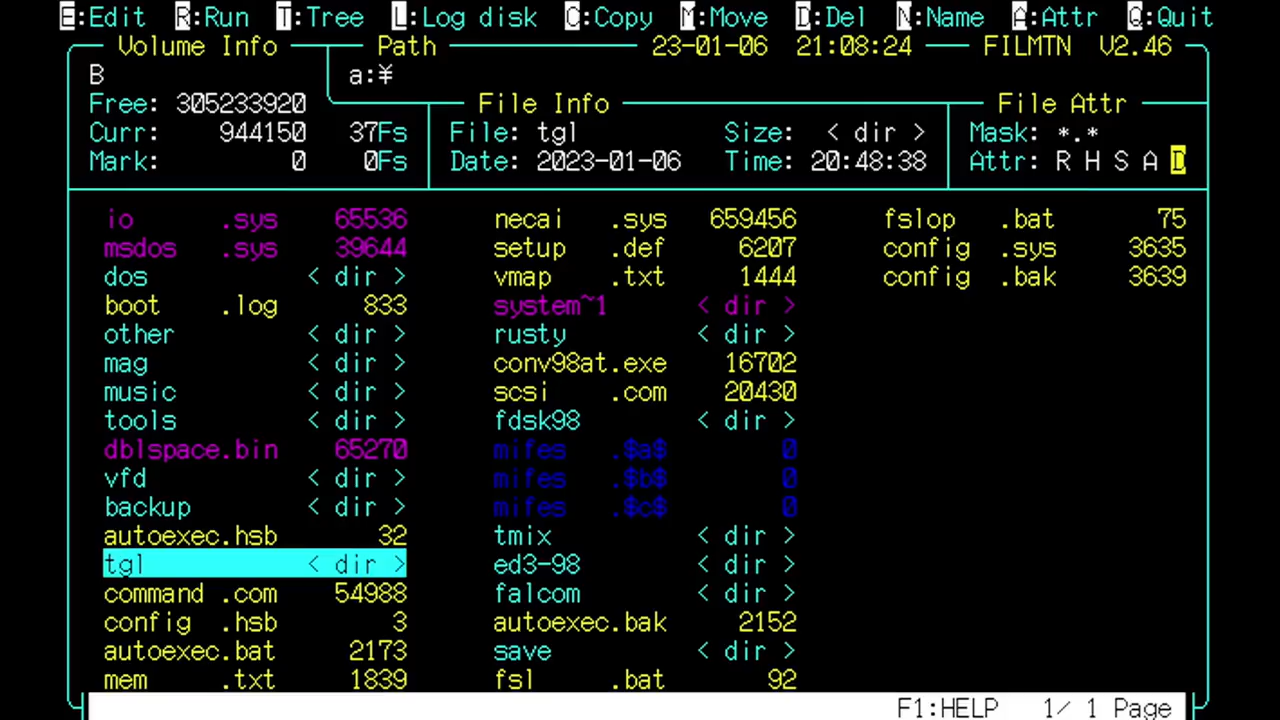 E:Edit R:Run T:Tree L:Log disk C:Copy M:Move D:Del N:Name A:Attr Q:Quit
Volume Info Path 23-01-06 21:08:24 FILMTN V2.46
B a:¥
Free: 305233920 File Info File Attr
Curr: 944150 37Fs File: tgl Size: < dir > Mask: *.*
Mark: 0 0Fs Date: 2023-01-06 Time: 20:48:38 Attr: R H S A D
io .sys 65536 necai .sys 659456 fslop .bat 75
msdos .sys 39644 setup .def 6207 config .sys 3635
dos < dir > vmap .txt 1444 config .bak 3639
boot .log 833 system~1 < dir >
other < dir > rusty < dir >
mag < dir > conv98at.exe 16702
music < dir > scsi .com 20430
tools < dir > fdsk98 < dir >
dblspace.bin 65270 mifes .$a$ 0
vfd < dir > mifes .$b$ 0
backup < dir > mifes .$c$ 0
autoexec.hsb 32 tmix < dir >
tgl < dir > ed3-98 < dir >
command .com 54988 falcom < dir >
config .hsb 3 autoexec.bak 2152
autoexec.bat 2173 save < dir >
mem .txt 1839 fsl .bat 92
F1:HELP 1/ 1 Page